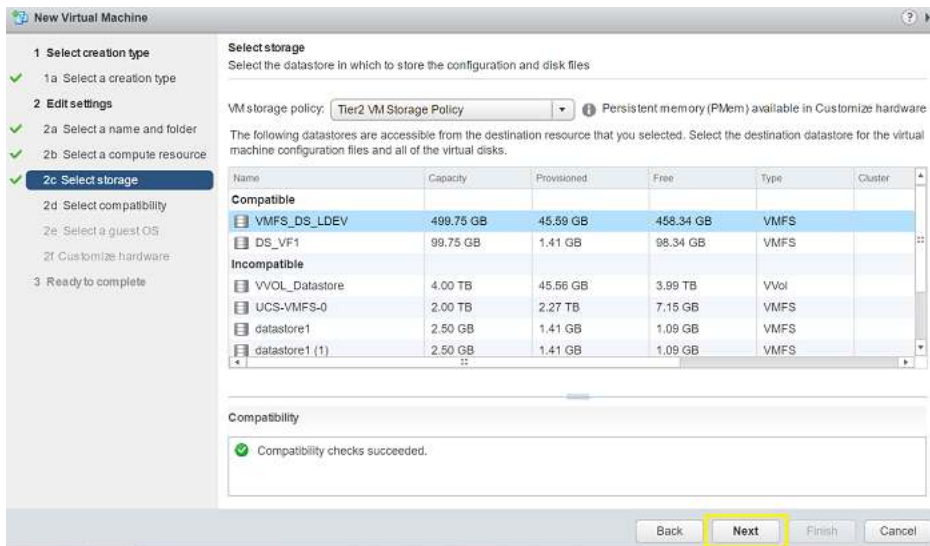 New Virtual Machine
?
1 Select creation type
1a Select a creation type
2 Edit settings
2a Select a name and folder
2b Select a compute resource
2c Select storage
2d Select compatibility
2e Select a guest OS
2f Customize hardware
3 Ready to complete
Select storage
Select the datastore in which to store the configuration and disk files
VM storage policy: Tier2 VM Storage Policy Persistent memory (PMem) available in Customize hardware
The following datastores are accessible from the destination resource that you selected. Select the destination datastore for the virtual
machine configuration files and all of the virtual disks.
Name Capacity Provisioned Free Type Cluster
Compatible
VMFS_DS_LDEV 499.75 GB 45.59 GB 458.34 GB VMFS
DS_VF1 99.75 GB 1.41 GB 98.34 GB VMFS
Incompatible
VVOL_Datastore 4.00 TB 45.56 GB 3.99 TB VVol
UCS-VMFS-0 2.00 TB 2.27 TB 7.15 GB VMFS
datastore1 2.50 GB 1.41 GB 1.09 GB VMFS
datastore1 (1) 2.50 GB 1.41 GB 1.09 GB VMFS
Compatibility
Compatibility checks succeeded.
Back Next Finish Cancel